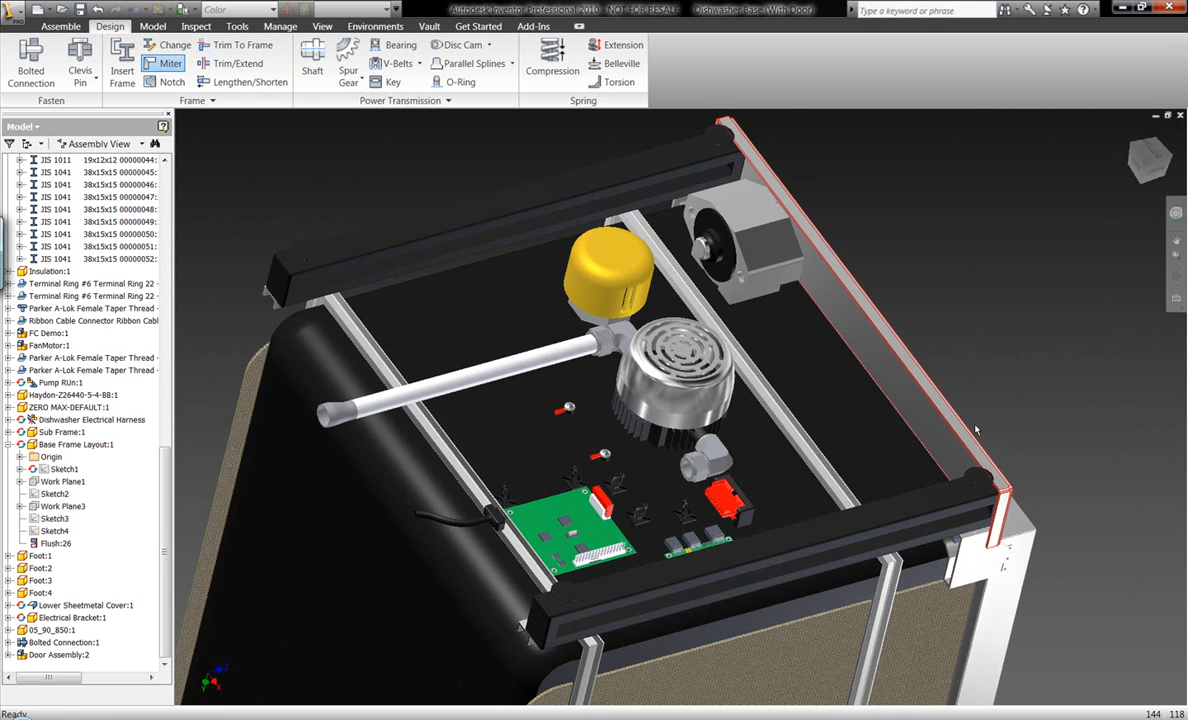 Autodesk Inventor Professional 2010 - NOT FOR RESALE Dishwasher Base (With Door
Type a keyword or phrase
Color
PRO
Assemble Design Model Inspect Tools Manage View Environments Vault Get Started Add-Ins
Bolted Connection
Clevis Pin
Insert Frame
Change
Miter
Notch
Trim To Frame
Trim/Extend
Lengthen/Shorten
Shaft
Spur Gear
Bearing
V-Belts
Key
Disc Cam
Parallel Splines
O-Ring
Compression
Extension
Belleville
Torsion
Fasten
Frame
Power Transmission
Spring
Model
Assembly View
JIS 1011 19x12x12 00000044:
JIS 1041 38x15x15 00000045:
JIS 1041 38x15x15 00000046:
JIS 1041 38x15x15 00000047:
JIS 1041 38x15x15 00000048:
JIS 1041 38x15x15 00000049:
JIS 1041 38x15x15 00000050:
JIS 1041 38x15x15 00000051:
JIS 1041 38x15x15 00000052:
Insulation:1
Terminal Ring #6 Terminal Ring 22 -
Terminal Ring #6 Terminal Ring 22 -
Parker A-Lok Female Taper Thread -
Ribbon Cable Connector Ribbon Cab
FC Demo:1
FanMotor:1
Parker A-Lok Female Taper Thread -
Parker A-Lok Female Taper Thread -
Pump RUn:1
Haydon-Z26440-5-4-BB:1
ZERO MAX-DEFAULT:1
Dishwasher Electrical Harness
Sub Frame:1
Base Frame Layout:1
Origin
Sketch1
Work Plane1
Sketch2
Work Plane3
Sketch3
Sketch4
Flush:26
Foot:1
Foot:2
Foot:3
Foot:4
Lower Sheetmetal Cover:1
Electrical Bracket:1
05_90_850:1
Bolted Connection:1
Door Assembly:2
Ready
144 118